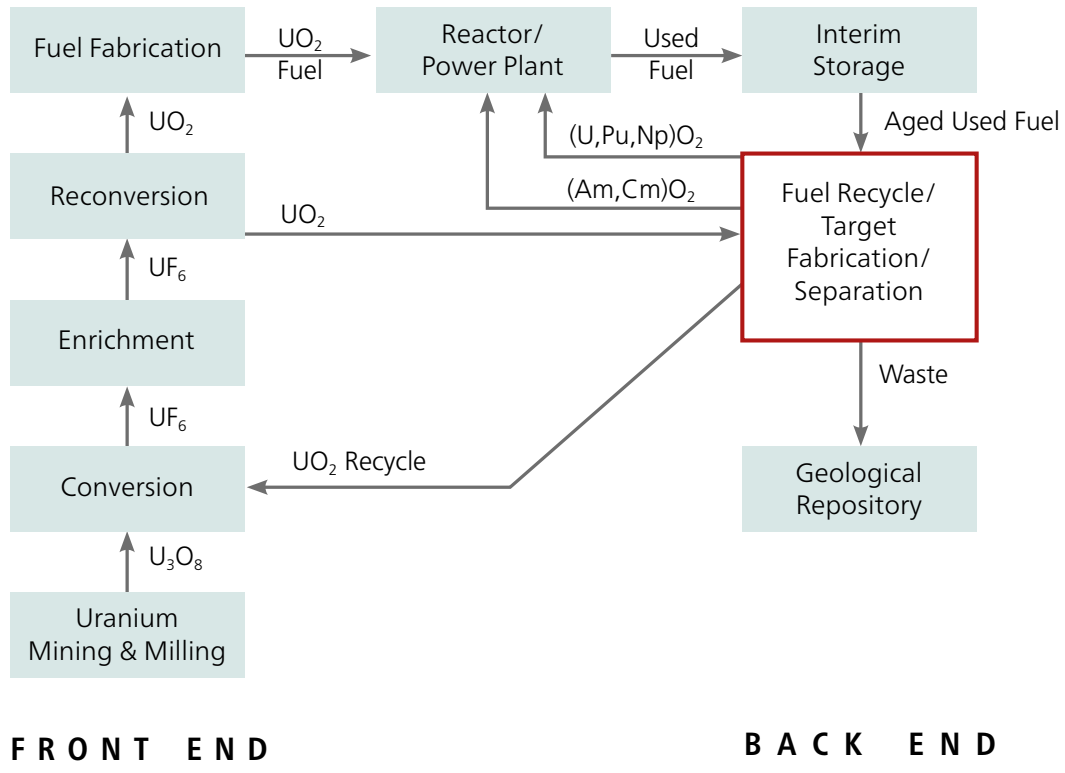 Fuel Fabrication
UO₂
Fuel
Reactor/
Power Plant
Used
Fuel
Interim
Storage
UO₂
Aged Used Fuel
(U,Pu,Np)O₂
Reconversion
(Am,Cm)O₂
UO₂
Fuel Recycle/
Target
Fabrication/
Separation
UF₆
Enrichment
Waste
UF₆
UO₂ Recycle
Conversion
Geological
Repository
U₃O₈
Uranium
Mining & Milling
FRONT END
BACK END